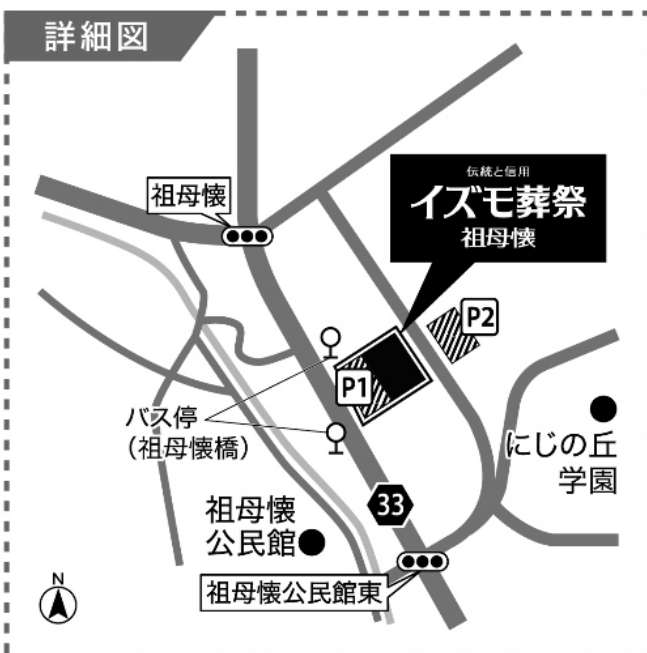 詳細図
祖母懐
伝統と信用
イズモ葬祭
祖母懐
P2
P1
バス停
（祖母懐橋）
にじの丘
学園
33
祖母懐
公民館
祖母懐公民館東
N